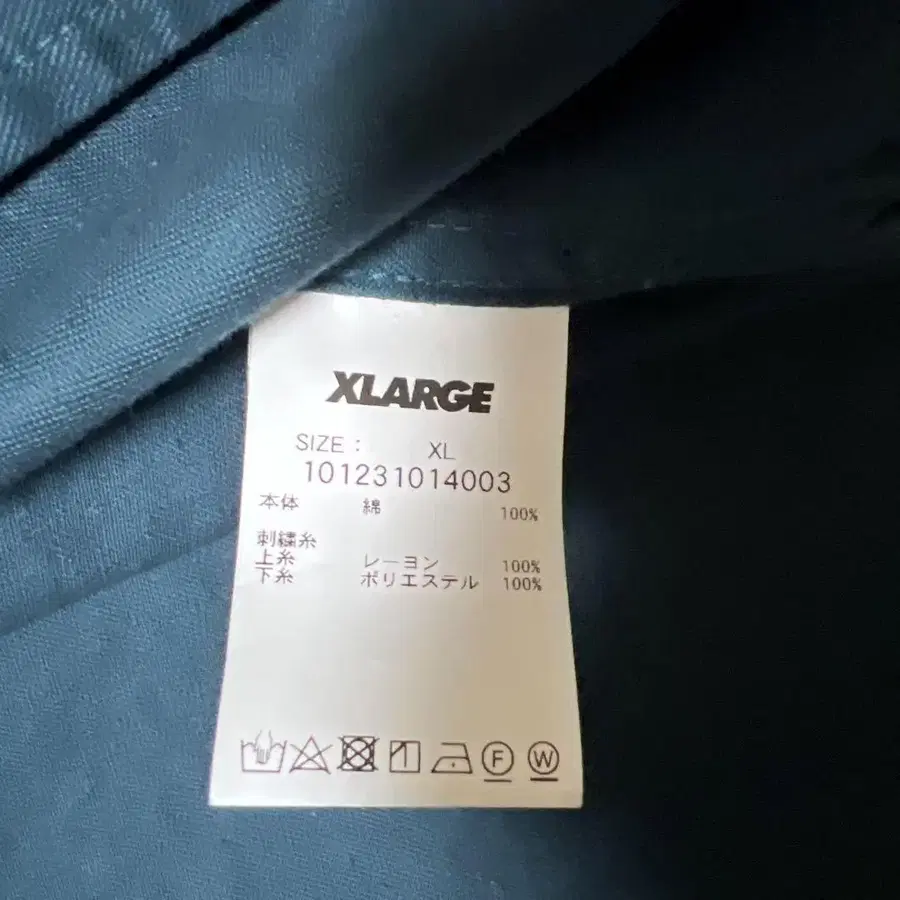 XLARGE
SIZE : XL
101231014003
本体 綿 100%
刺繍糸
上糸 レーヨン 100%
下糸 ポリエステル 100%
F W